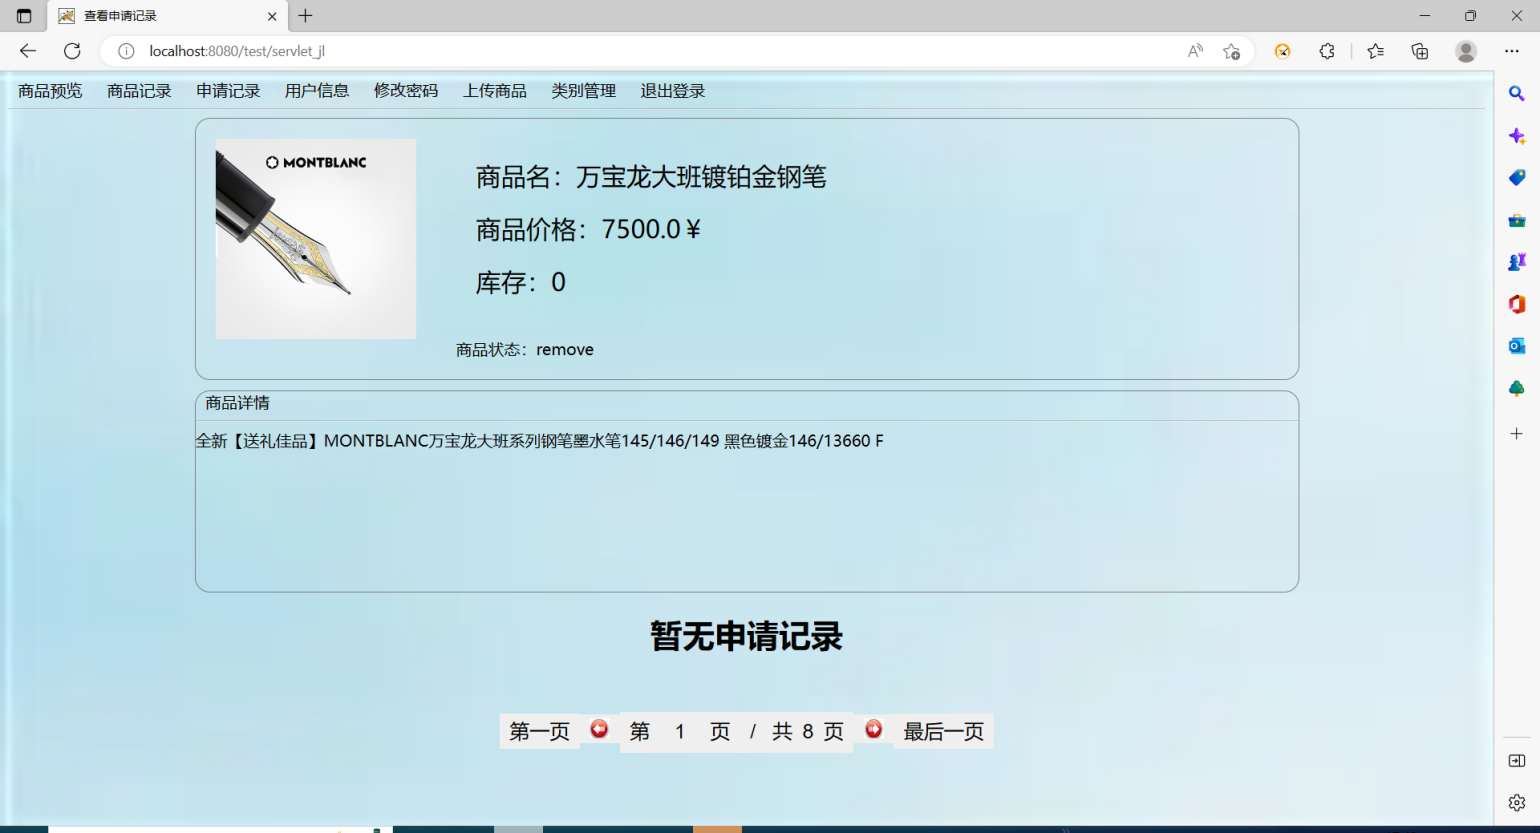 查看申请记录
localhost:8080/test/servlet_jl
商品预览 商品记录 申请记录 用户信息 修改密码 上传商品 类别管理 退出登录
MONTBLANC
商品名：万宝龙大班镀铂金钢笔
商品价格：7500.0 ¥
库存：0
商品状态：remove
商品详情
全新【送礼佳品】MONTBLANC万宝龙大班系列钢笔墨水笔145/146/149 黑色镀金146/13660 F
暂无申请记录
第一页 第 1 页 / 共 8 页 最后一页